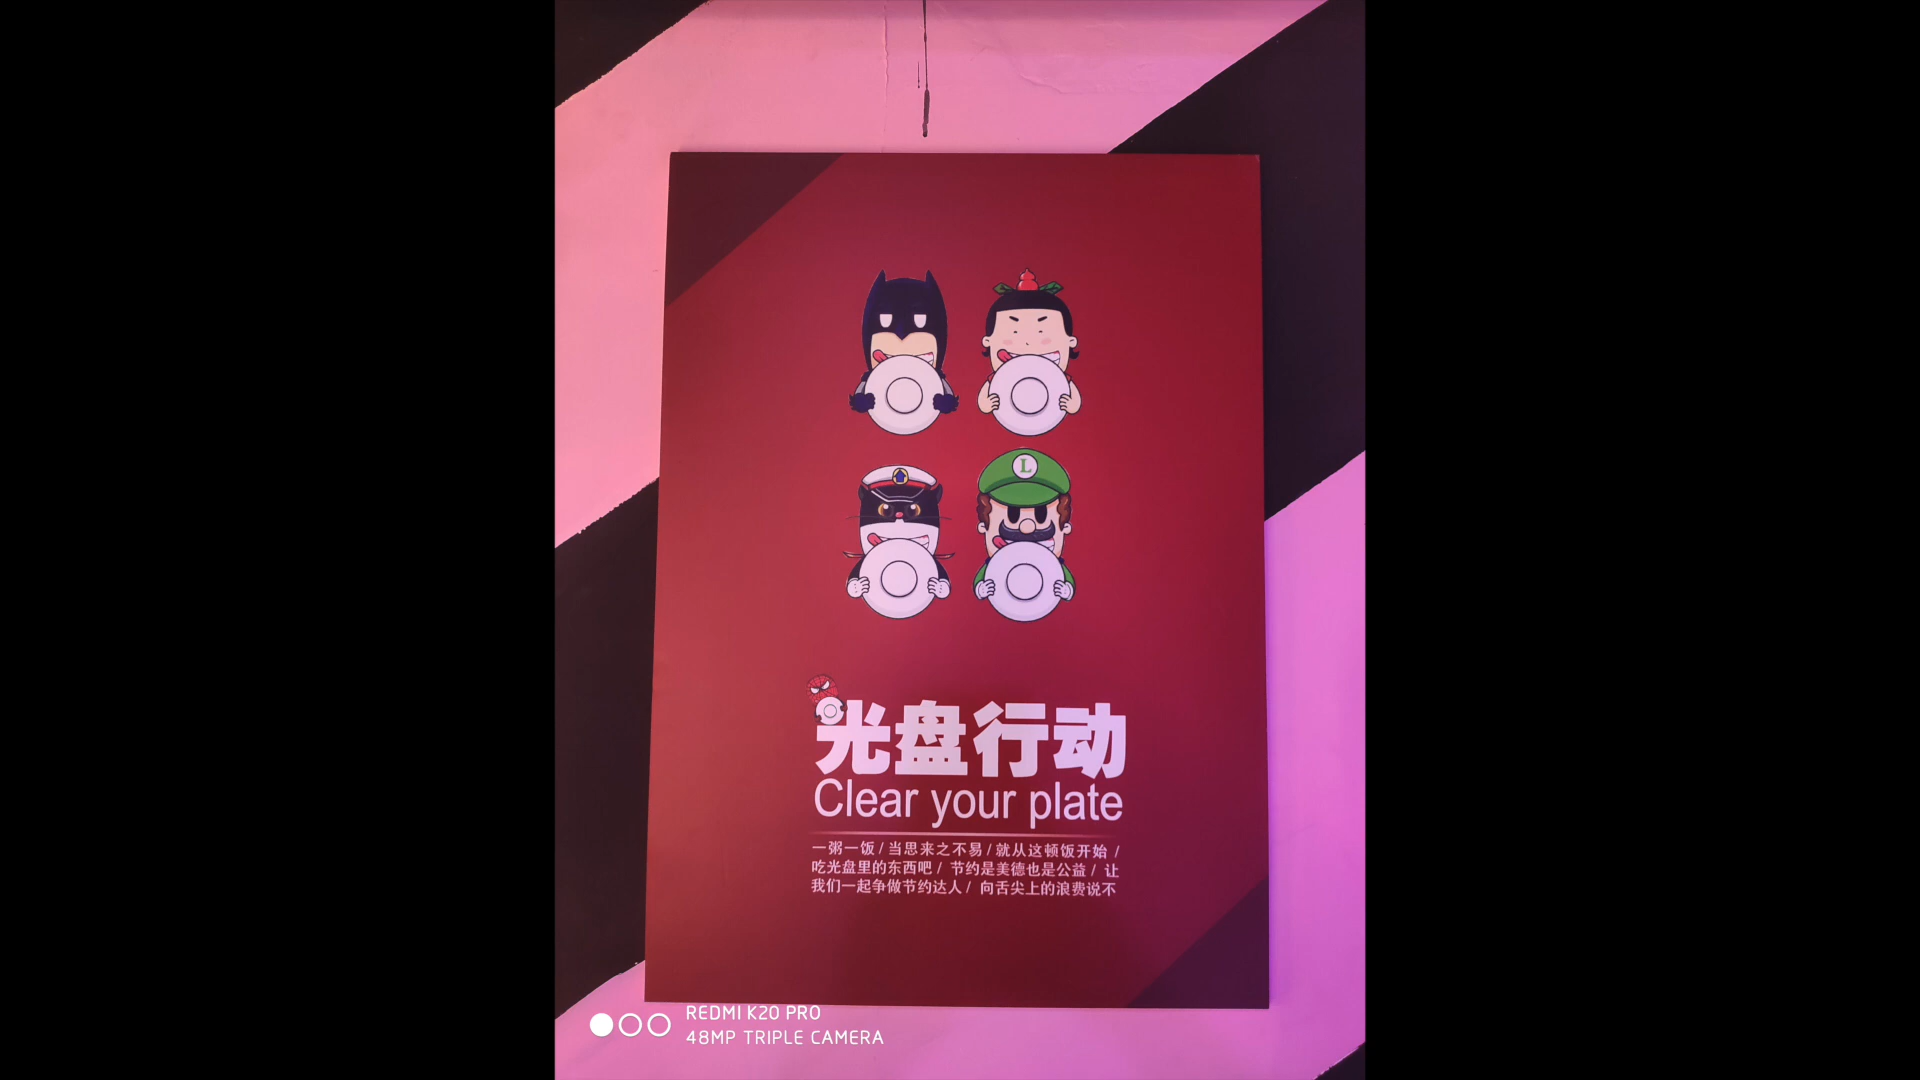 L
光盘行动
Clear your plate
一粥一饭 / 当思来之不易 / 就从这顿饭开始 /
吃光盘里的东西吧 / 节约是美德也是公益 / 让
我们一起争做节约达人 / 向舌尖上的浪费说不
REDMI K20 PRO
48MP TRIPLE CAMERA